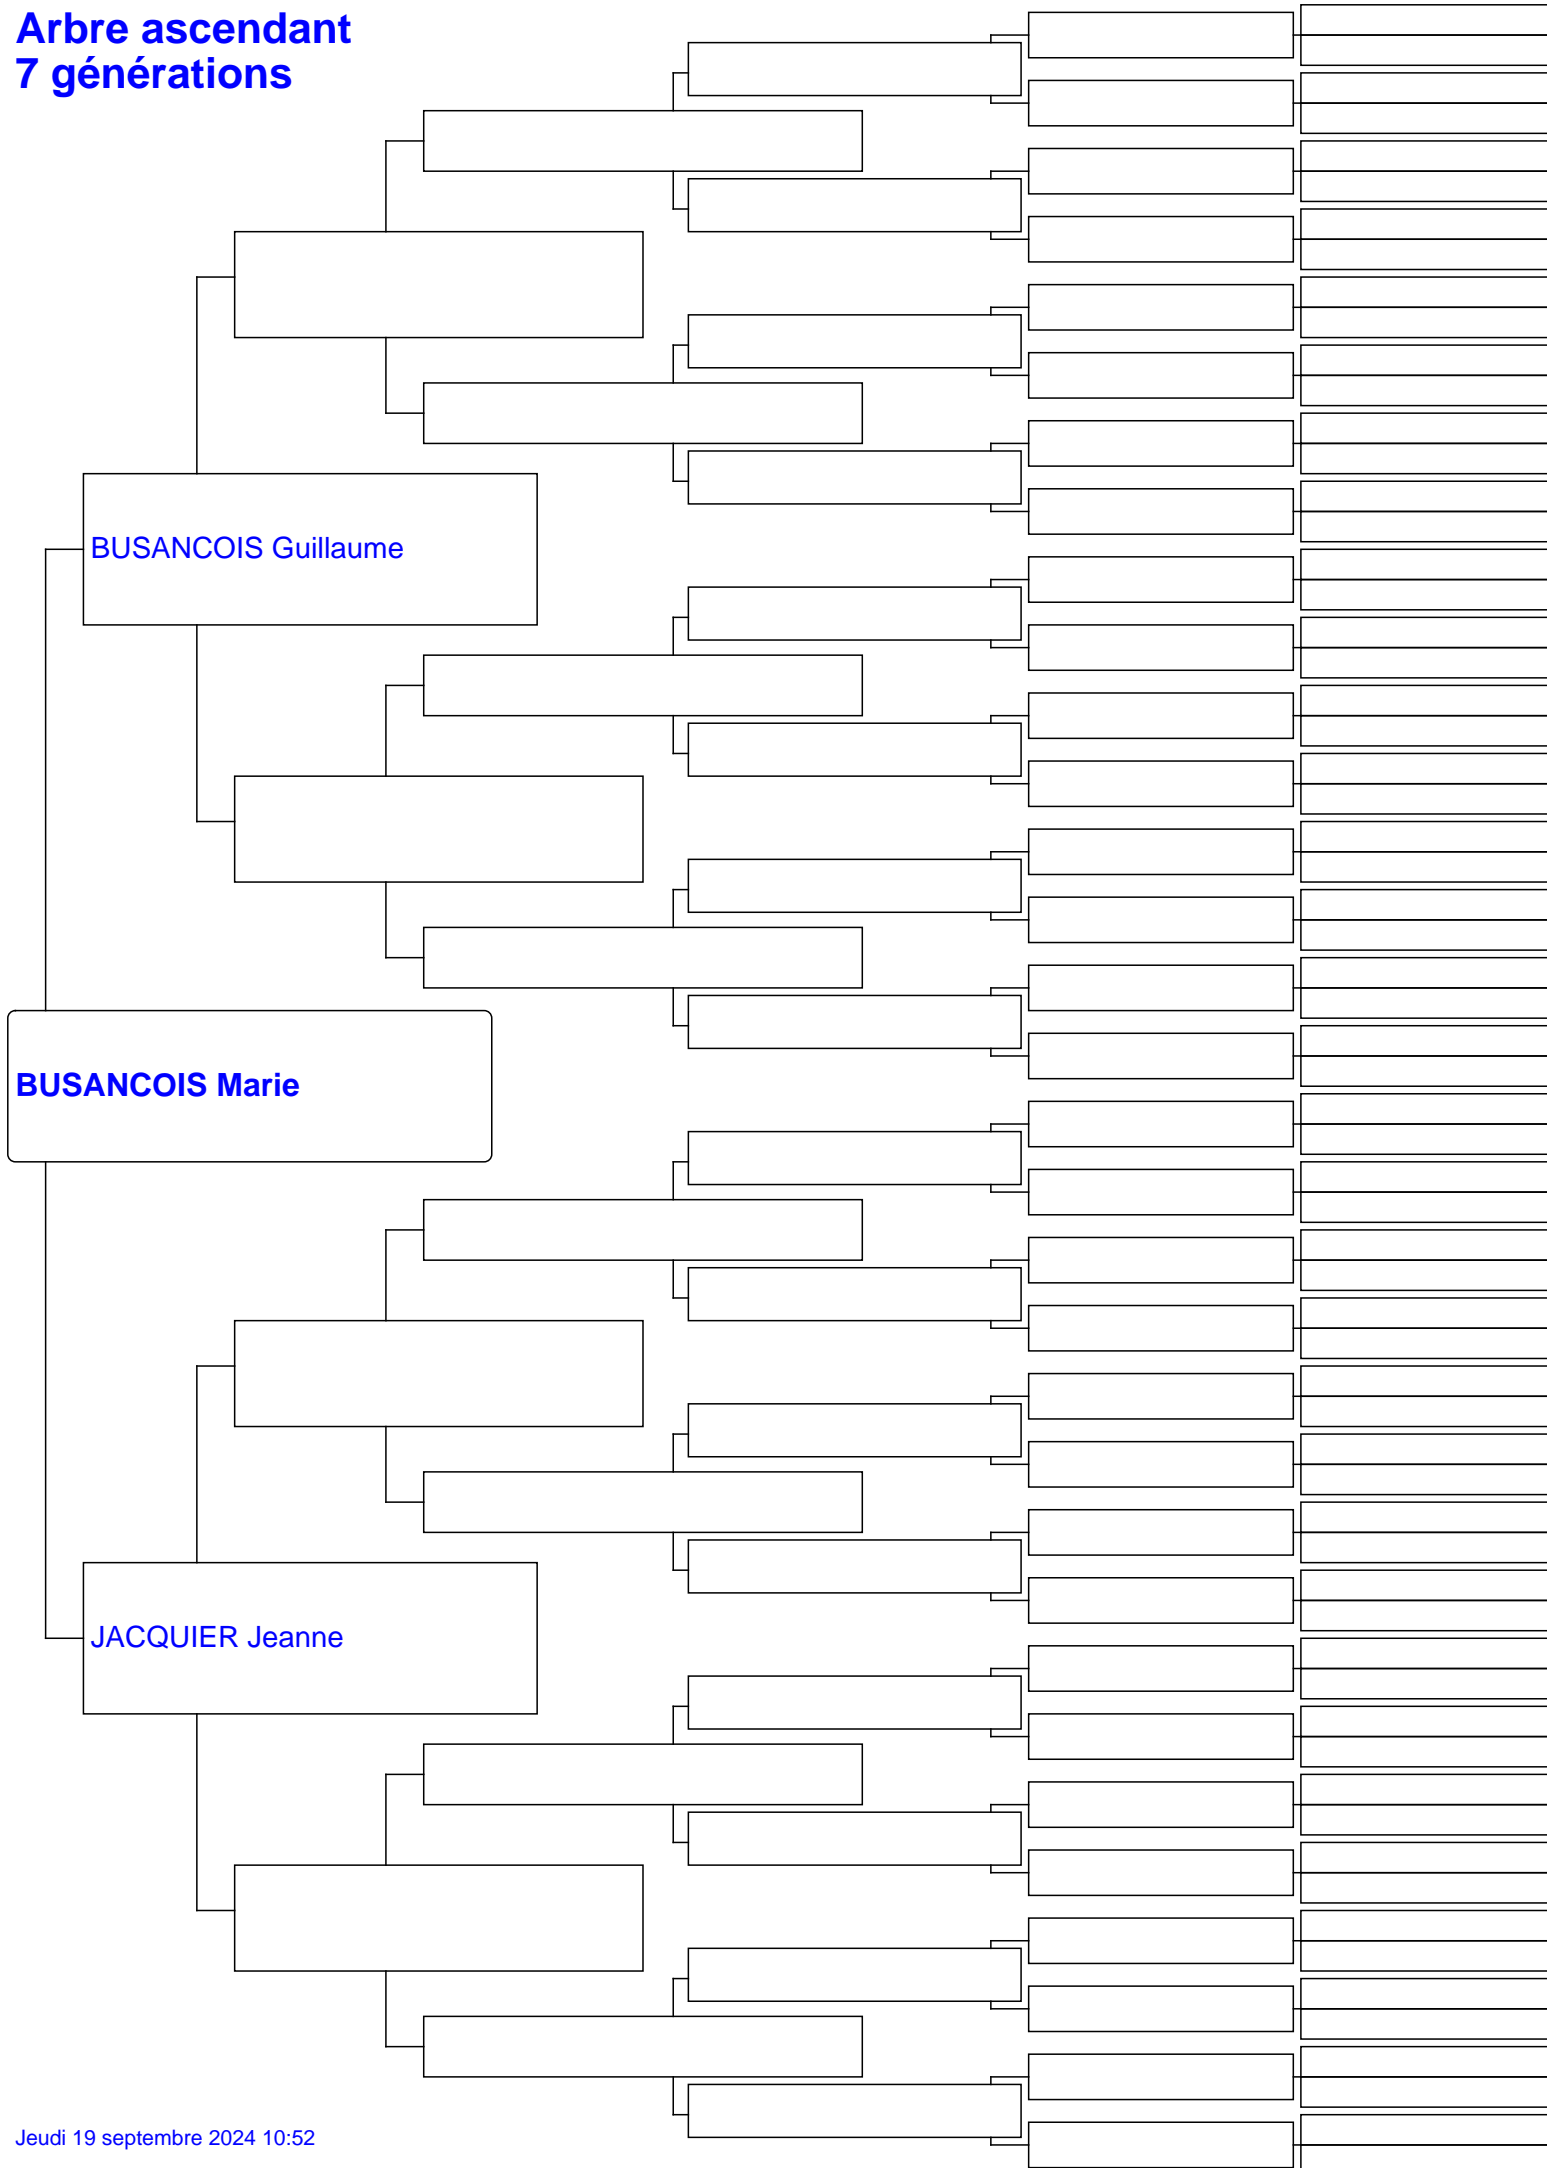 Arbre ascendant
7 générations
BUSANCOIS Guillaume
BUSANCOIS Marie
JACQUIER Jeanne
Jeudi 19 septembre 2024 10:52